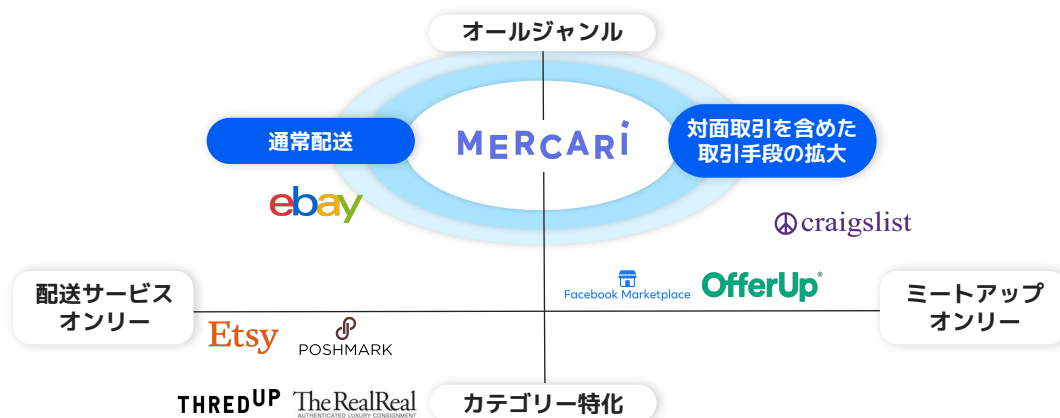 オールジャンル
通常配送
MERCARI
対面取引を含めた
取引手段の拡大
ebay
craigslist
配送サービス
オンリー
Facebook Marketplace
OfferUp
ミートアップ
オンリー
Etsy
POSHMARK
THREDUP
The RealReal
AUTHENTICATED LUXURY CONSIGNMENT
カテゴリー特化